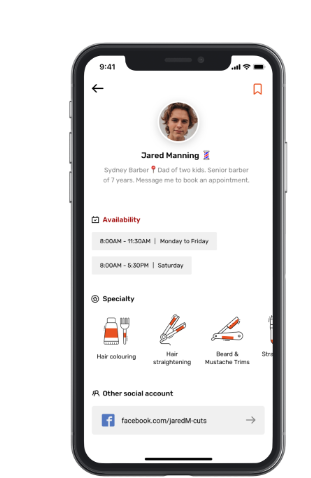 9:41
Jared Manning 💈
Sydney Barber 📍 Dad of two kids. Senior barber
of 7 years. Message me to book an appointment.
Availability
8:00AM - 11:30AM | Monday to Friday
8:00AM - 5:30PM | Saturday
Specialty
Hair colouring
Hair
straightening
Beard &
Mustache Trims
Stra
Other social account
facebook.com/jaredM-cuts